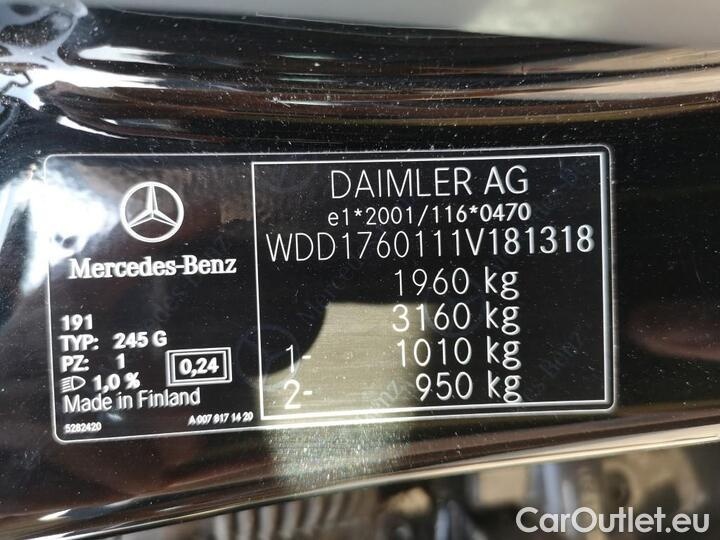 Mercedes-Benz
191
TYP: 245 G
PZ: 1
1,0 %
0,24
Made in Finland
5282420
A 007 817 14 20
DAIMLER AG
e1*2001/116*0470
WDD1760111V181318
1960 kg
3160 kg
1- 1010 kg
2- 950 kg
CarOutlet.eu